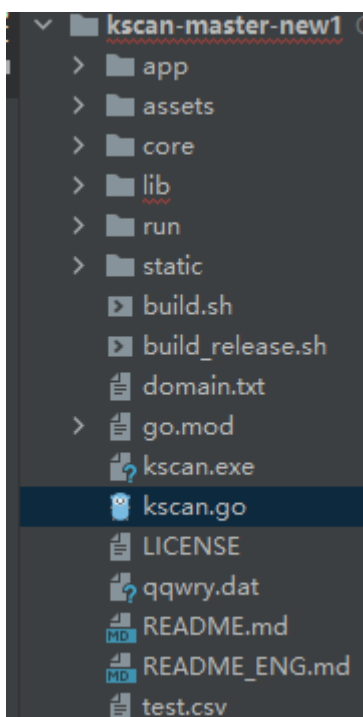 kscan-master-new1
app
assets
core
lib
run
static
build.sh
build_release.sh
domain.txt
go.mod
kscan.exe
kscan.go
LICENSE
qqwry.dat
README.md
README_ENG.md
test.csv